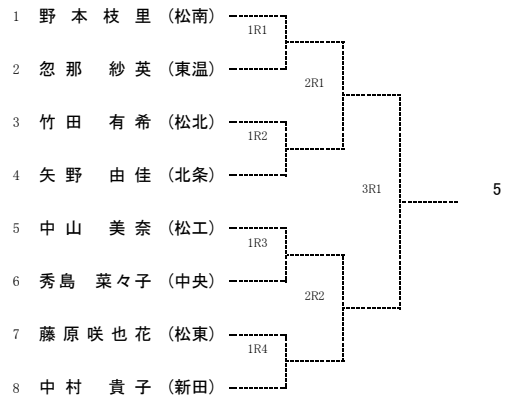 1 野本枝里 (松南)
1R1
2 忽那 紗英 (東温)
2R1
3 竹田 有希 (松北)
1R2
4 矢野 由佳 (北条)
3R1 5
5 中山 美奈 (松工)
1R3
6 秀島 菜々子 (中央)
2R2
7 藤原咲也花 (松東)
1R4
8 中村 貴子 (新田)